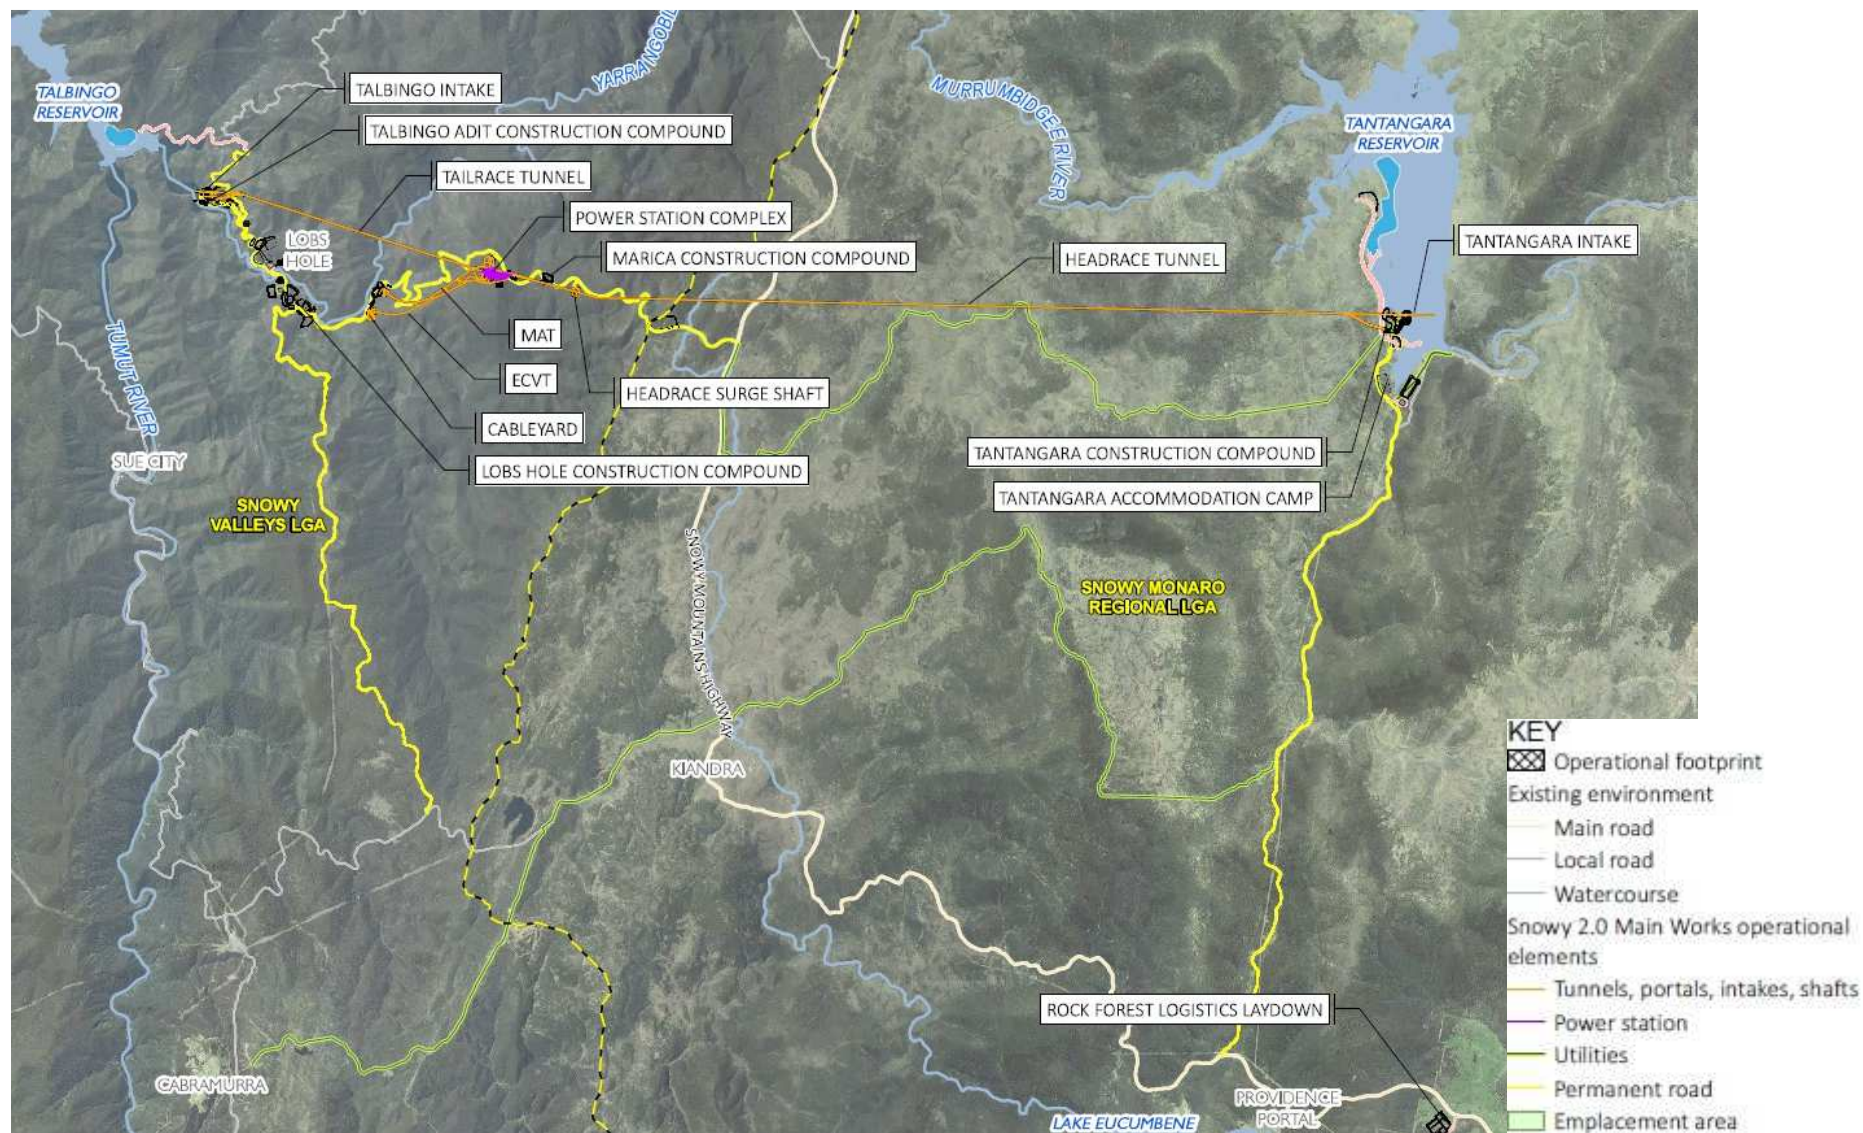 YARRANGOBIL
TALBINGO
RESERVOIR
TALBINGO INTAKE
MURRUMBIDGEE RIVER
TALBINGO ADIT CONSTRUCTION COMPOUND
TANTANGARA
RESERVOIR
TAILRACE TUNNEL
POWER STATION COMPLEX
TANTANGARA INTAKE
LOBS
HOLE
MARICA CONSTRUCTION COMPOUND
HEADRACE TUNNEL
MAT
TUMUT RIVER
ECVT
HEADRACE SURGE SHAFT
CABLEYARD
TANTANGARA CONSTRUCTION COMPOUND
SUE CITY
LOBS HOLE CONSTRUCTION COMPOUND
TANTANGARA ACCOMMODATION CAMP
SNOWY
VALLEYS LGA
SNOWY MOUNTAINS HIGHWAY
SNOWY MONARO
REGIONAL LGA
KIANDRA
ROCK FOREST LOGISTICS LAYDOWN
CABRAMURRA
PROVIDENCE
PORTAL
LAKE EUCUMBENE
KEY
Operational footprint
Existing environment
Main road
Local road
Watercourse
Snowy 2.0 Main Works operational
elements
Tunnels, portals, intakes, shafts
Power station
Utilities
Permanent road
Emplacement area